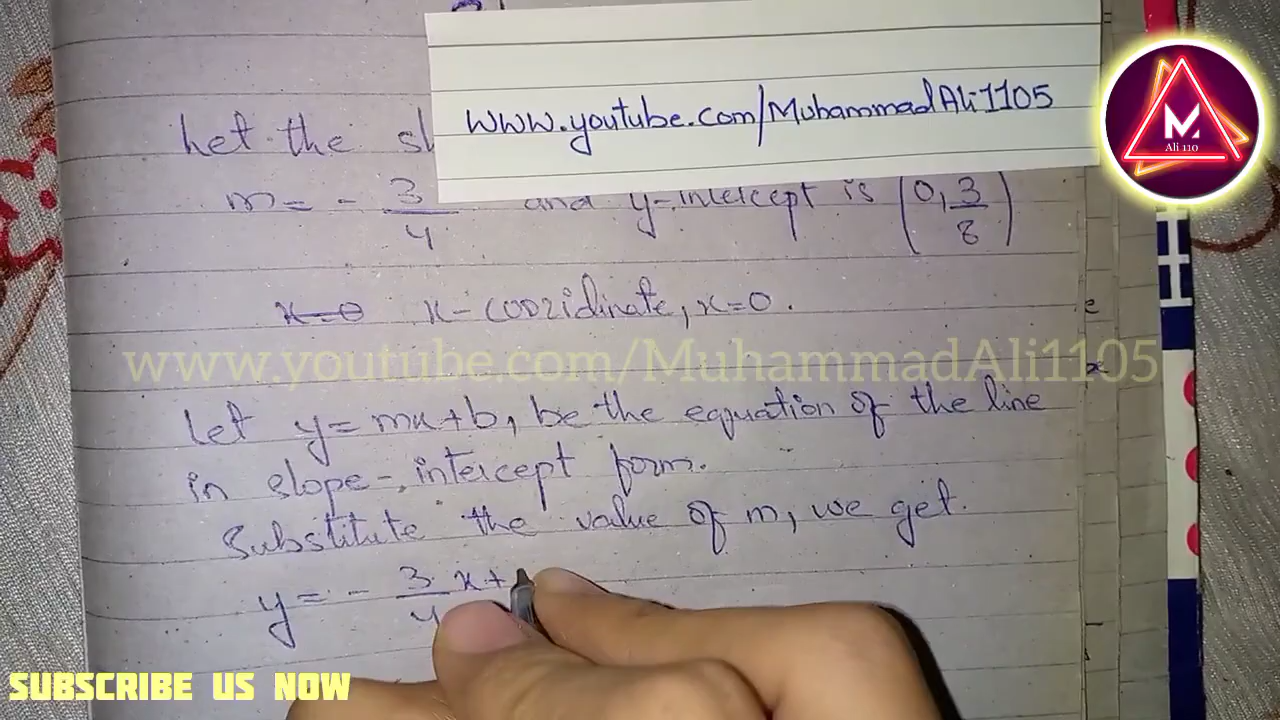 www.youtube.com/MuhammadAli1105
M
Ali 110
Let the
m = - 3/4 and y-intercept is (0, 3/8)
x=0 x-coozidinate, x=0.
www.youtube.com/MuhammadAli1105
Let y=mx+b, be the equation of the line
in slope-intercept form.
Substitute the value of m, we get.
y = - 3/4 x +
SUBSCRIBE US NOW